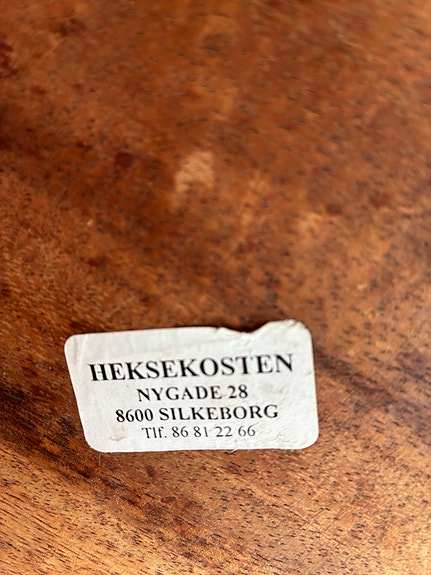 HEKSEKOSTEN
NYGADE 28
8600 SILKEBORG
Tlf. 86 81 22 66